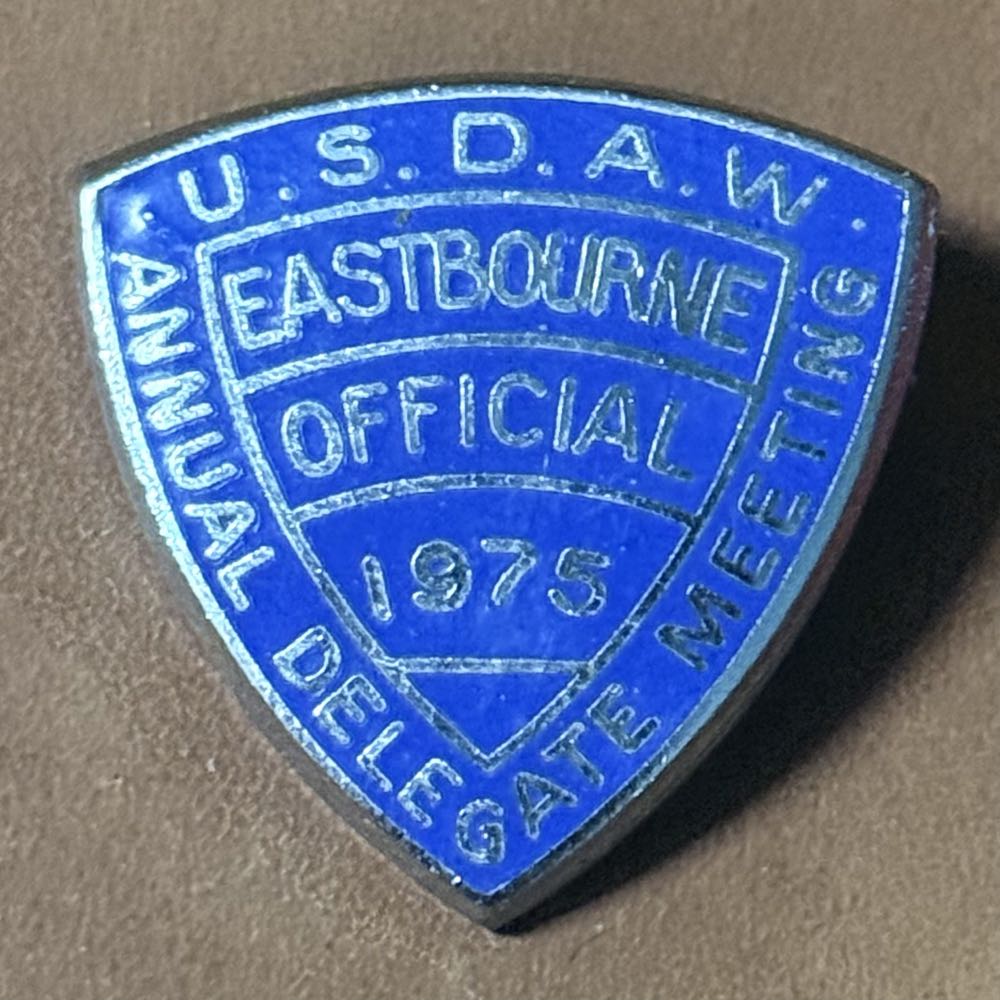 U.S.D.A.W.
ANNUAL DELEGATE MEETING
EASTBOURNE
OFFICIAL
1975